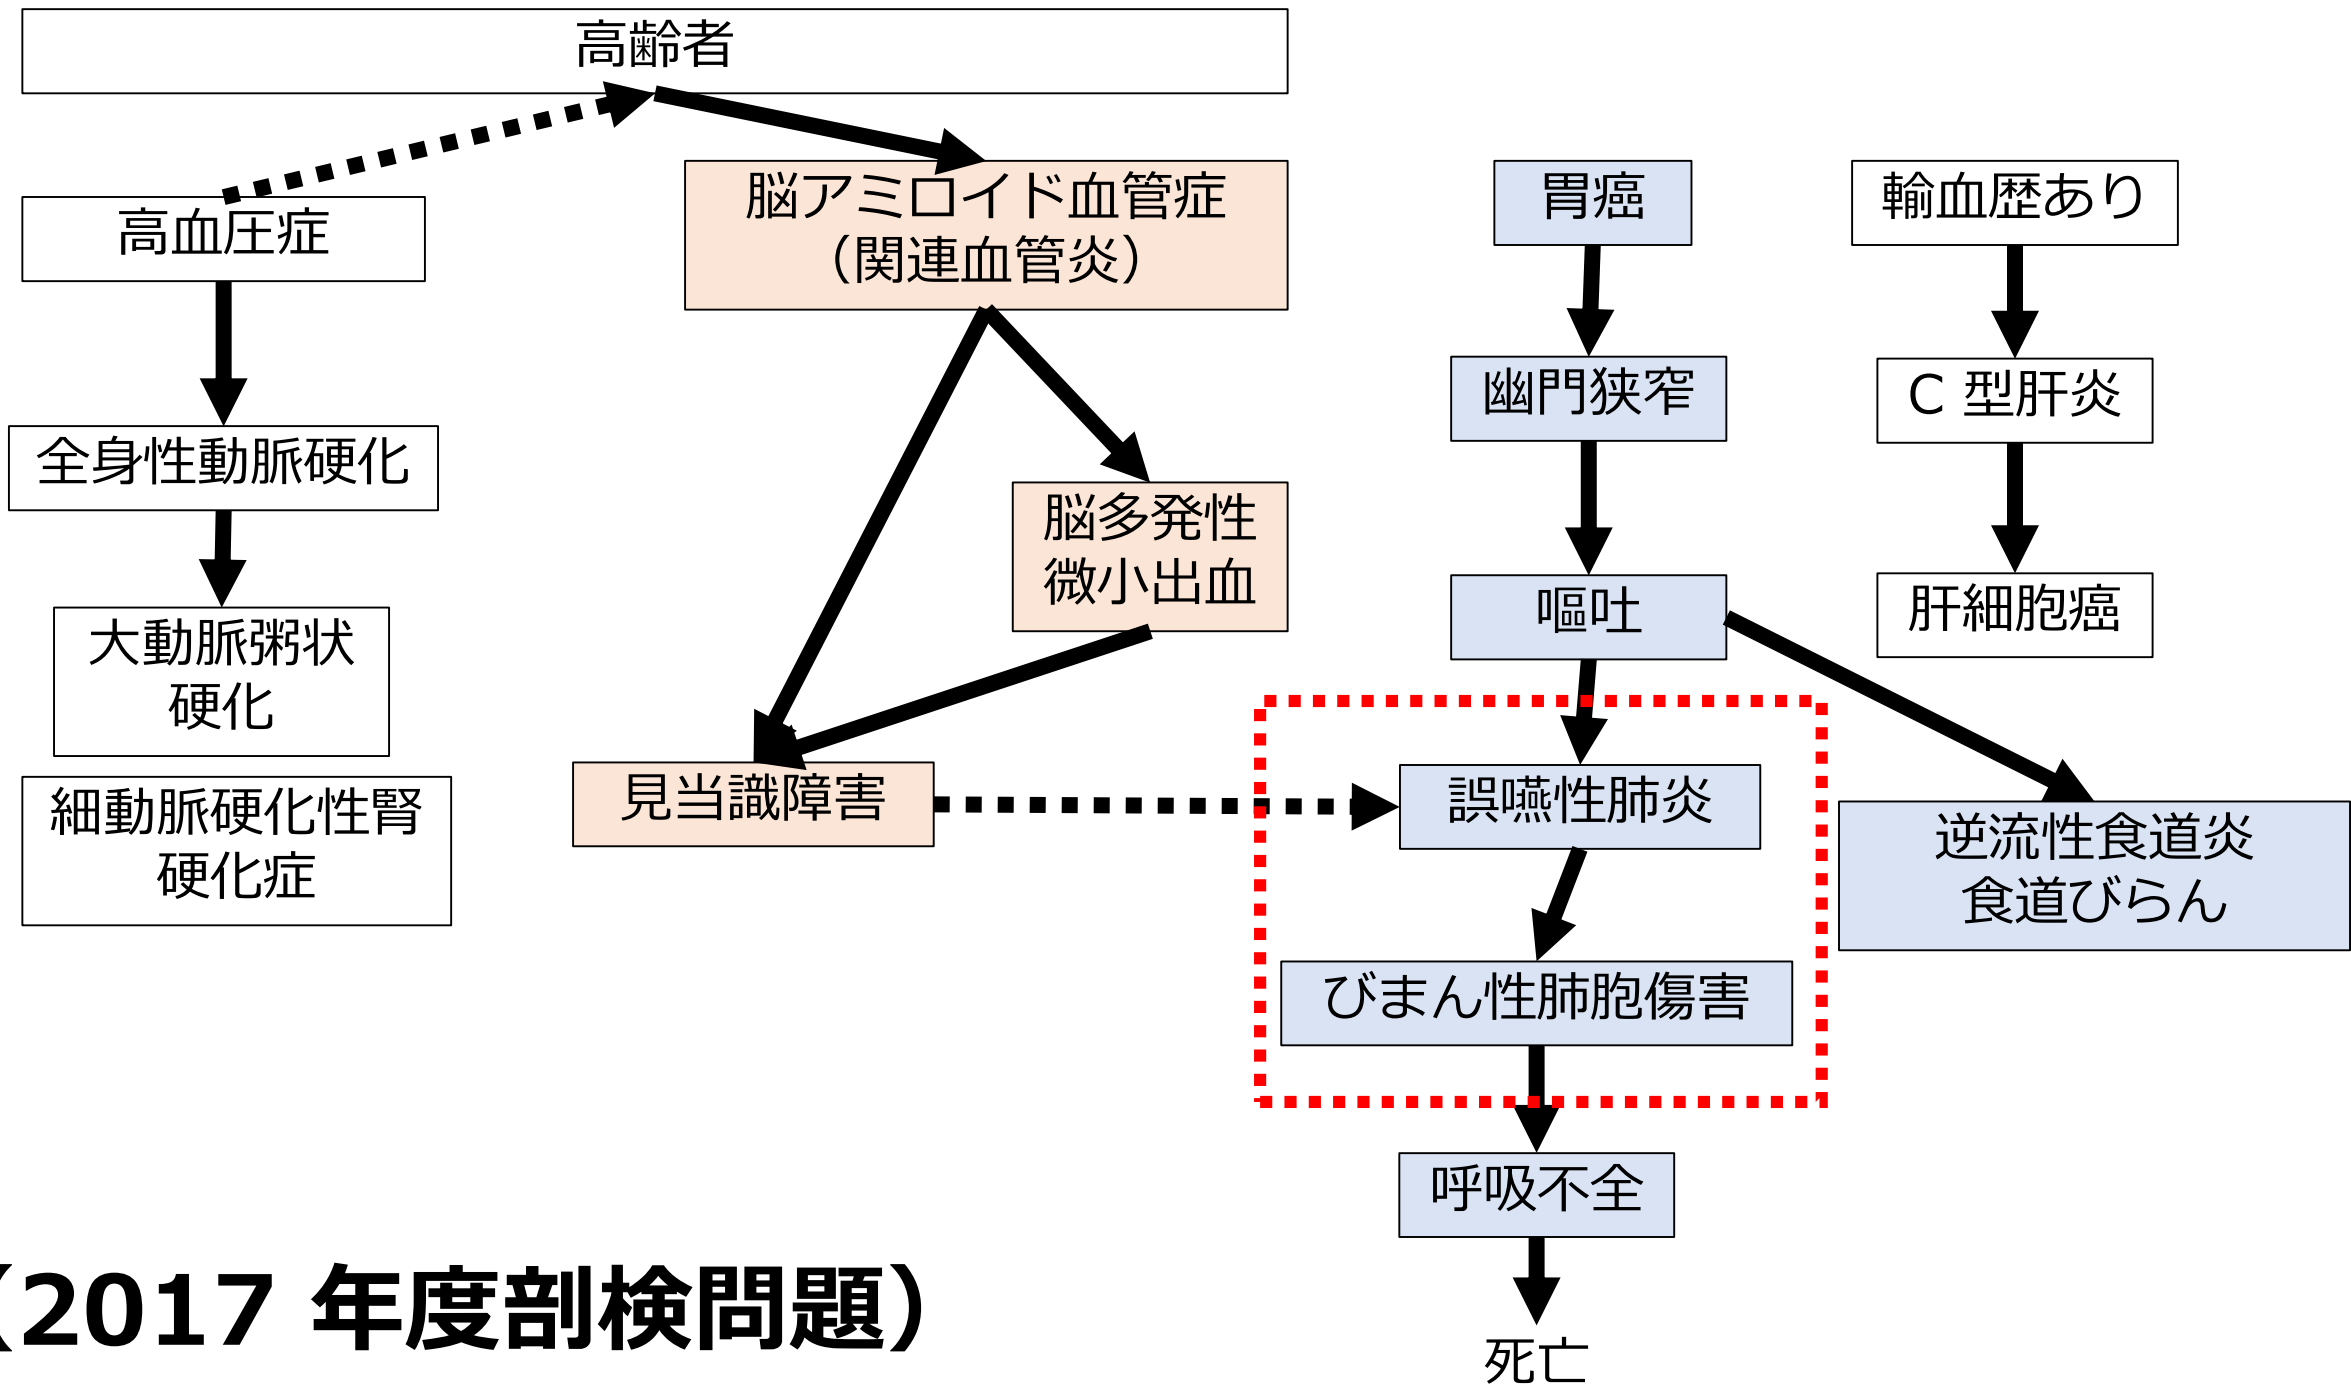 高齢者
高血圧症
全身性動脈硬化
大動脈粥状
硬化
細動脈硬化性腎
硬化症
脳アミロイド血管症
（関連血管炎）
脳多発性
微小出血
見当識障害
胃癌
幽門狭窄
嘔吐
誤嚥性肺炎
びまん性肺胞傷害
呼吸不全
死亡
輸血歴あり
C 型肝炎
肝細胞癌
逆流性食道炎
食道びらん
（2017 年度剖検問題）